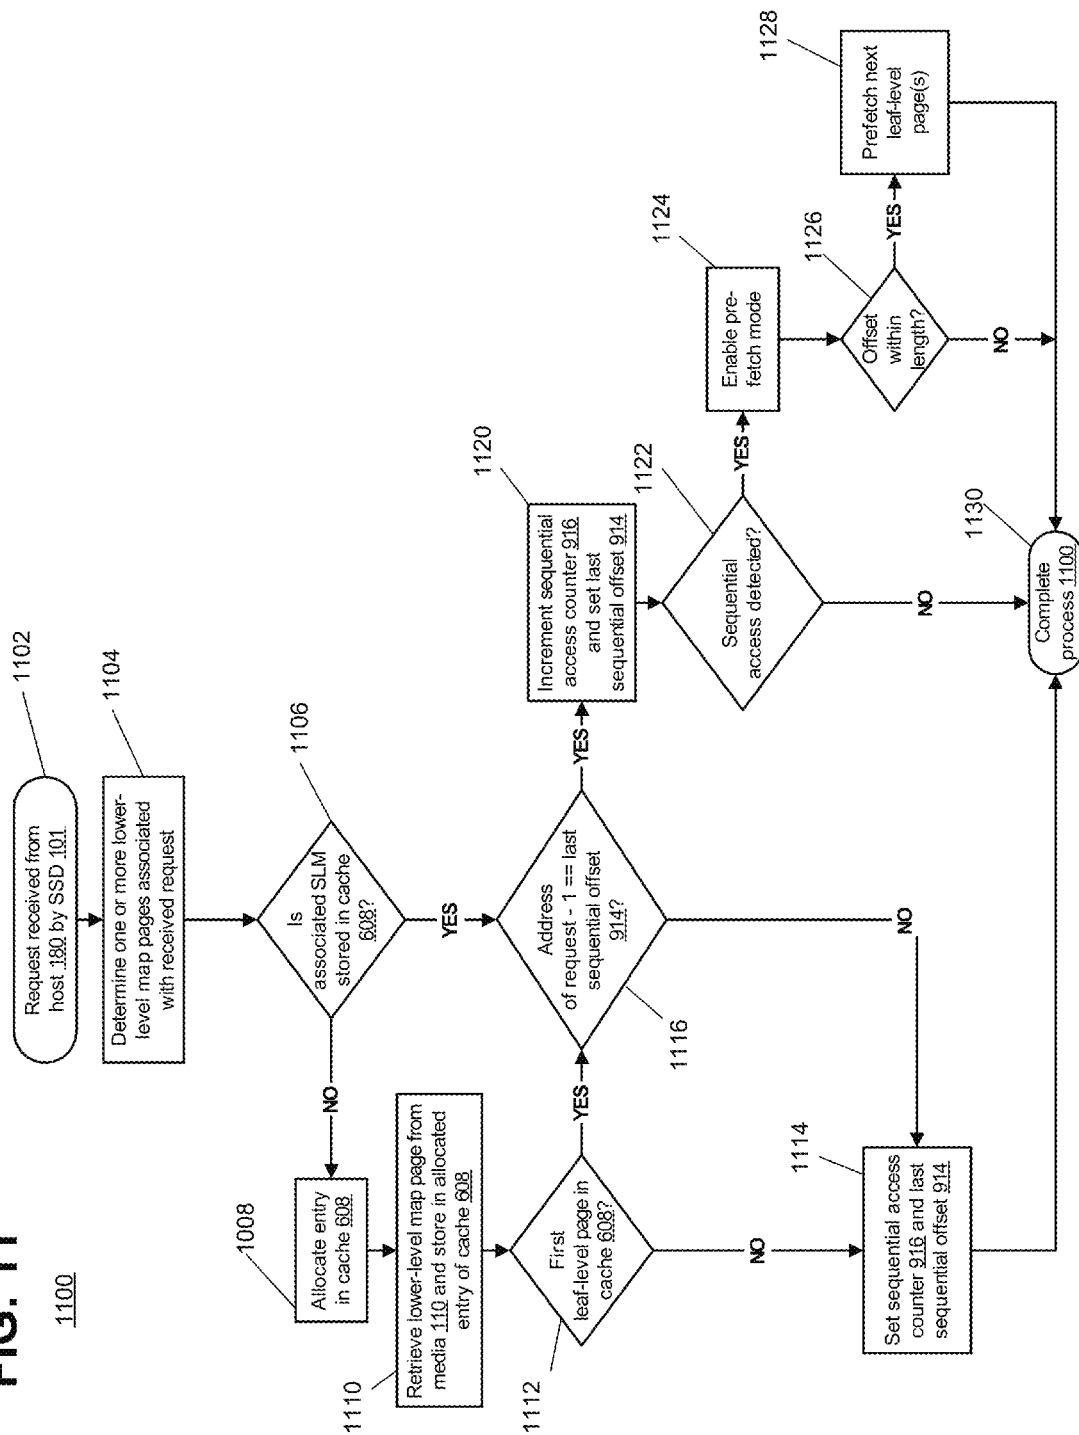 FIG. 11
1100
1102
Request received from
host 180 by SSD 101
1104
Determine one or more lower-
level map pages associated
with received request
1106
Is
associated SLM
stored in cache
608?
NO
YES
1008
Allocate entry
in cache 608
1110
Retrieve lower-level map page from
media 110 and store in allocated
entry of cache 608
1112
First
leaf-level page in
cache 608?
YES
NO
1116
Address
of request - 1 == last
sequential offset
914?
YES
NO
1114
Set sequential access
counter 916 and last
sequential offset 914
1120
Increment sequential
access counter 916
and set last
sequential offset 914
1122
Sequential
access detected?
YES
NO
1124
Enable pre-
fetch mode
1126
Offset
within
length?
YES
NO
1128
Prefetch next
leaf-level
page(s)
1130
Complete
process 1100